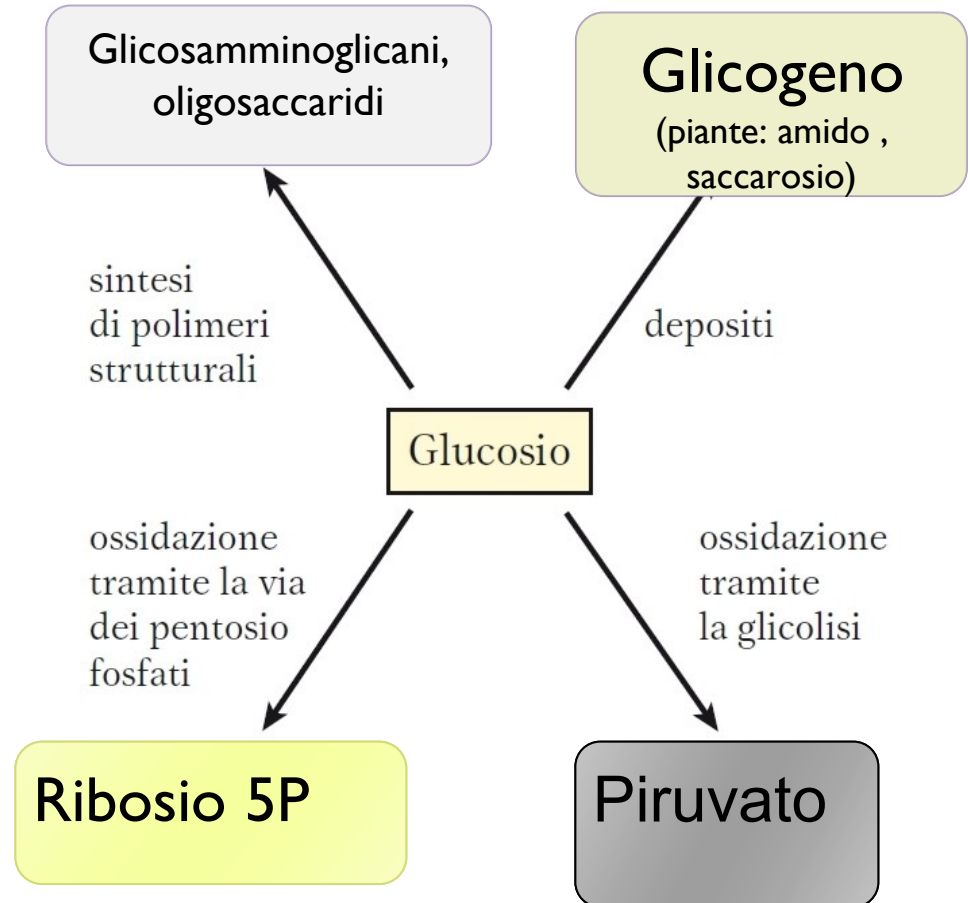 Glicosamminoglicani,
oligosaccaridi
Glicogeno
(piante: amido ,
saccarosio)
sintesi
di polimeri
strutturali
depositi
Glucosio
ossidazione
tramite la via
dei pentosio
fosfati
ossidazione
tramite
la glicolisi
Ribosio 5P
Piruvato